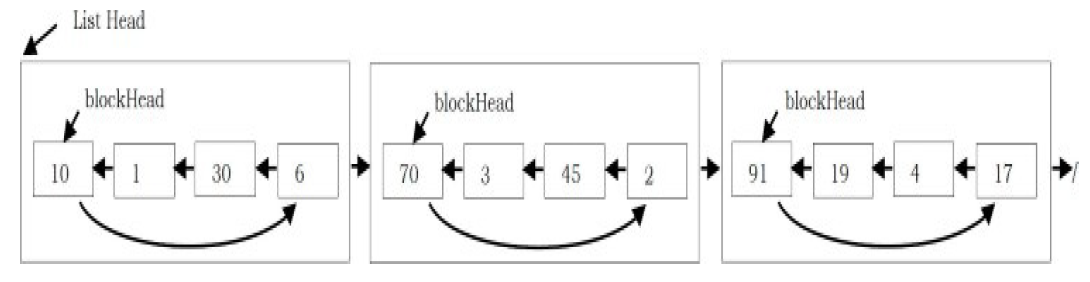 List Head
blockHead blockHead blockHead
10 1 30 6 70 3 45 2 91 19 4 17 /